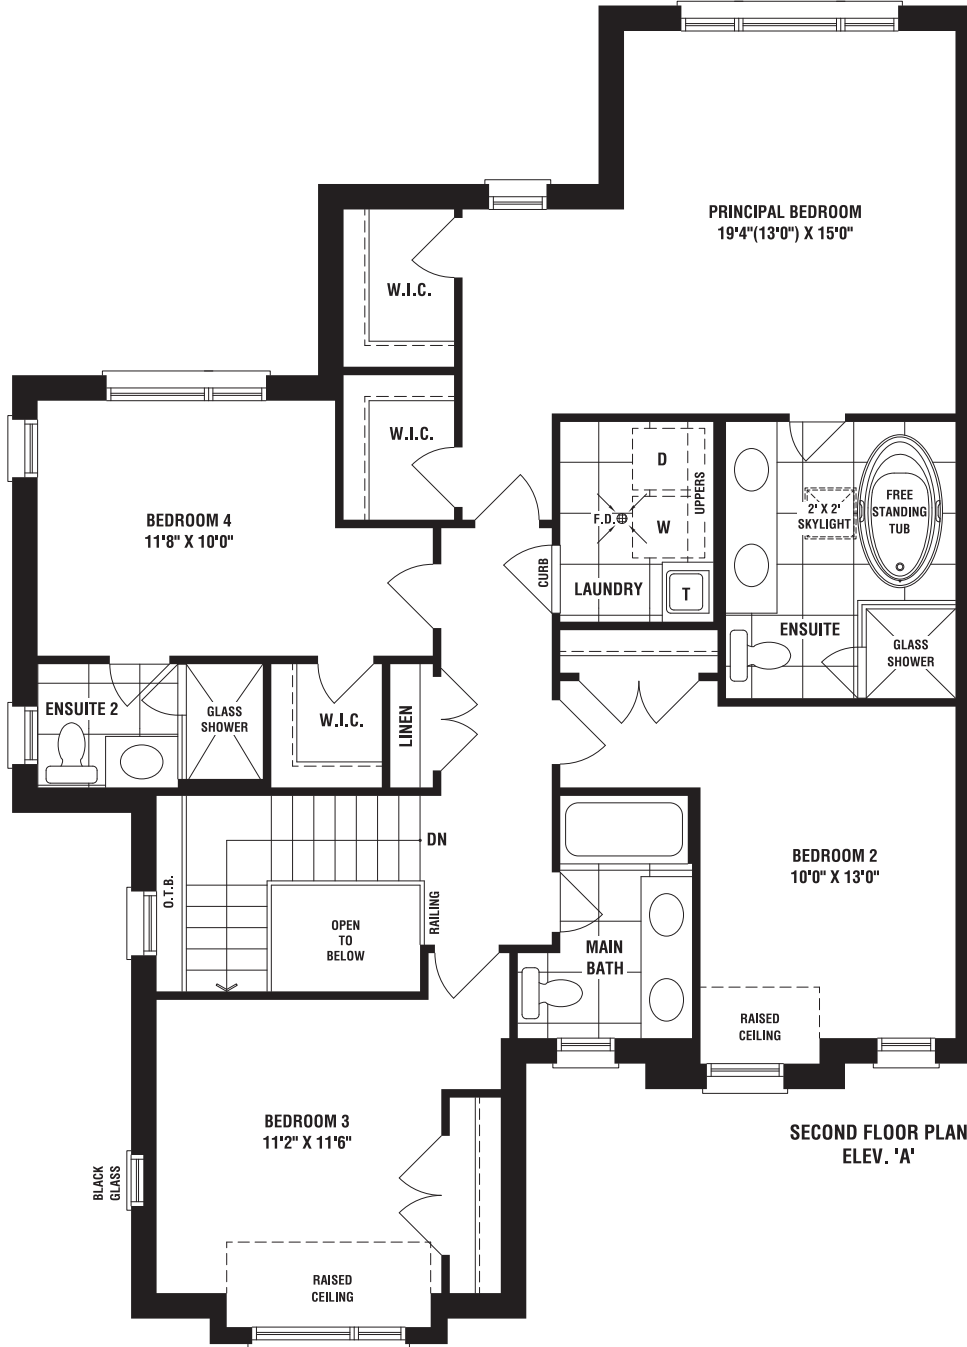 PRINCIPAL BEDROOM
19'4"(13'0") X 15'0"
W.I.C.
W.I.C.
BEDROOM 4
11'8" X 10'0"
D
UPPERS
F.D.
W
CURB
LAUNDRY
T
2' X 2'
SKYLIGHT
FREE
STANDING
TUB
ENSUITE
GLASS
SHOWER
ENSUITE 2
GLASS
SHOWER
W.I.C.
LINEN
DN
O.T.B.
RAILING
OPEN
TO
BELOW
BEDROOM 2
10'0" X 13'0"
MAIN
BATH
RAISED
CEILING
BEDROOM 3
11'2" X 11'6"
BLACK
GLASS
RAISED
CEILING
SECOND FLOOR PLAN
ELEV. 'A'